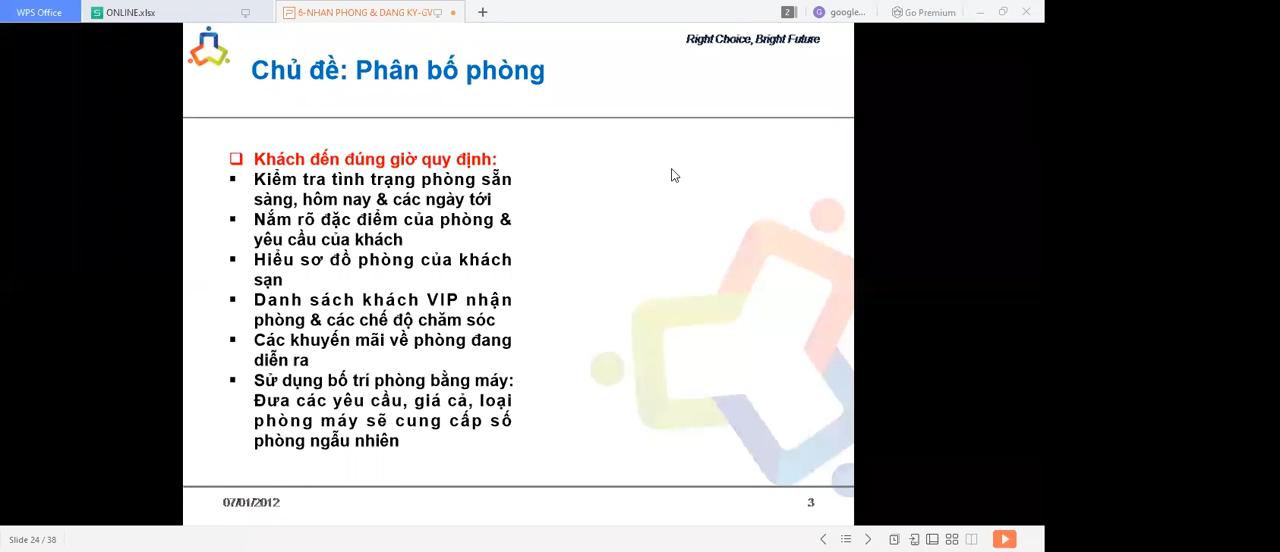 WPS Office
ONLINE.xlsx
6-NHAN PHONG & DANG KY-GV
2
G
google...
Go Premium
Right Choice, Bright Future
Chủ đề: Phân bố phòng
Khách đến đúng giờ quy định:
Kiểm tra tình trạng phòng sẵn
sàng, hôm nay & các ngày tới
Nắm rõ đặc điểm của phòng &
yêu cầu của khách
Hiểu sơ đồ phòng của khách
sạn
Danh sách khách VIP nhận
phòng & các chế độ chăm sóc
Các khuyến mãi về phòng đang
diễn ra
Sử dụng bố trí phòng bằng máy:
Đưa các yêu cầu, giá cả, loại
phòng máy sẽ cung cấp số
phòng ngẫu nhiên
07/01/2012
3
Slide 24 / 38